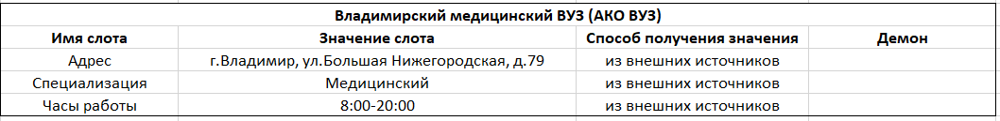 Владимирский медицинский ВУЗ (АКО ВУЗ)
Имя слота Значение слота Способ получения значения Демон
Адрес г.Владимир, ул.Большая Нижегородская, д.79 из внешних источников
Специализация Медицинский из внешних источников
Часы работы 8:00-20:00 из внешних источников